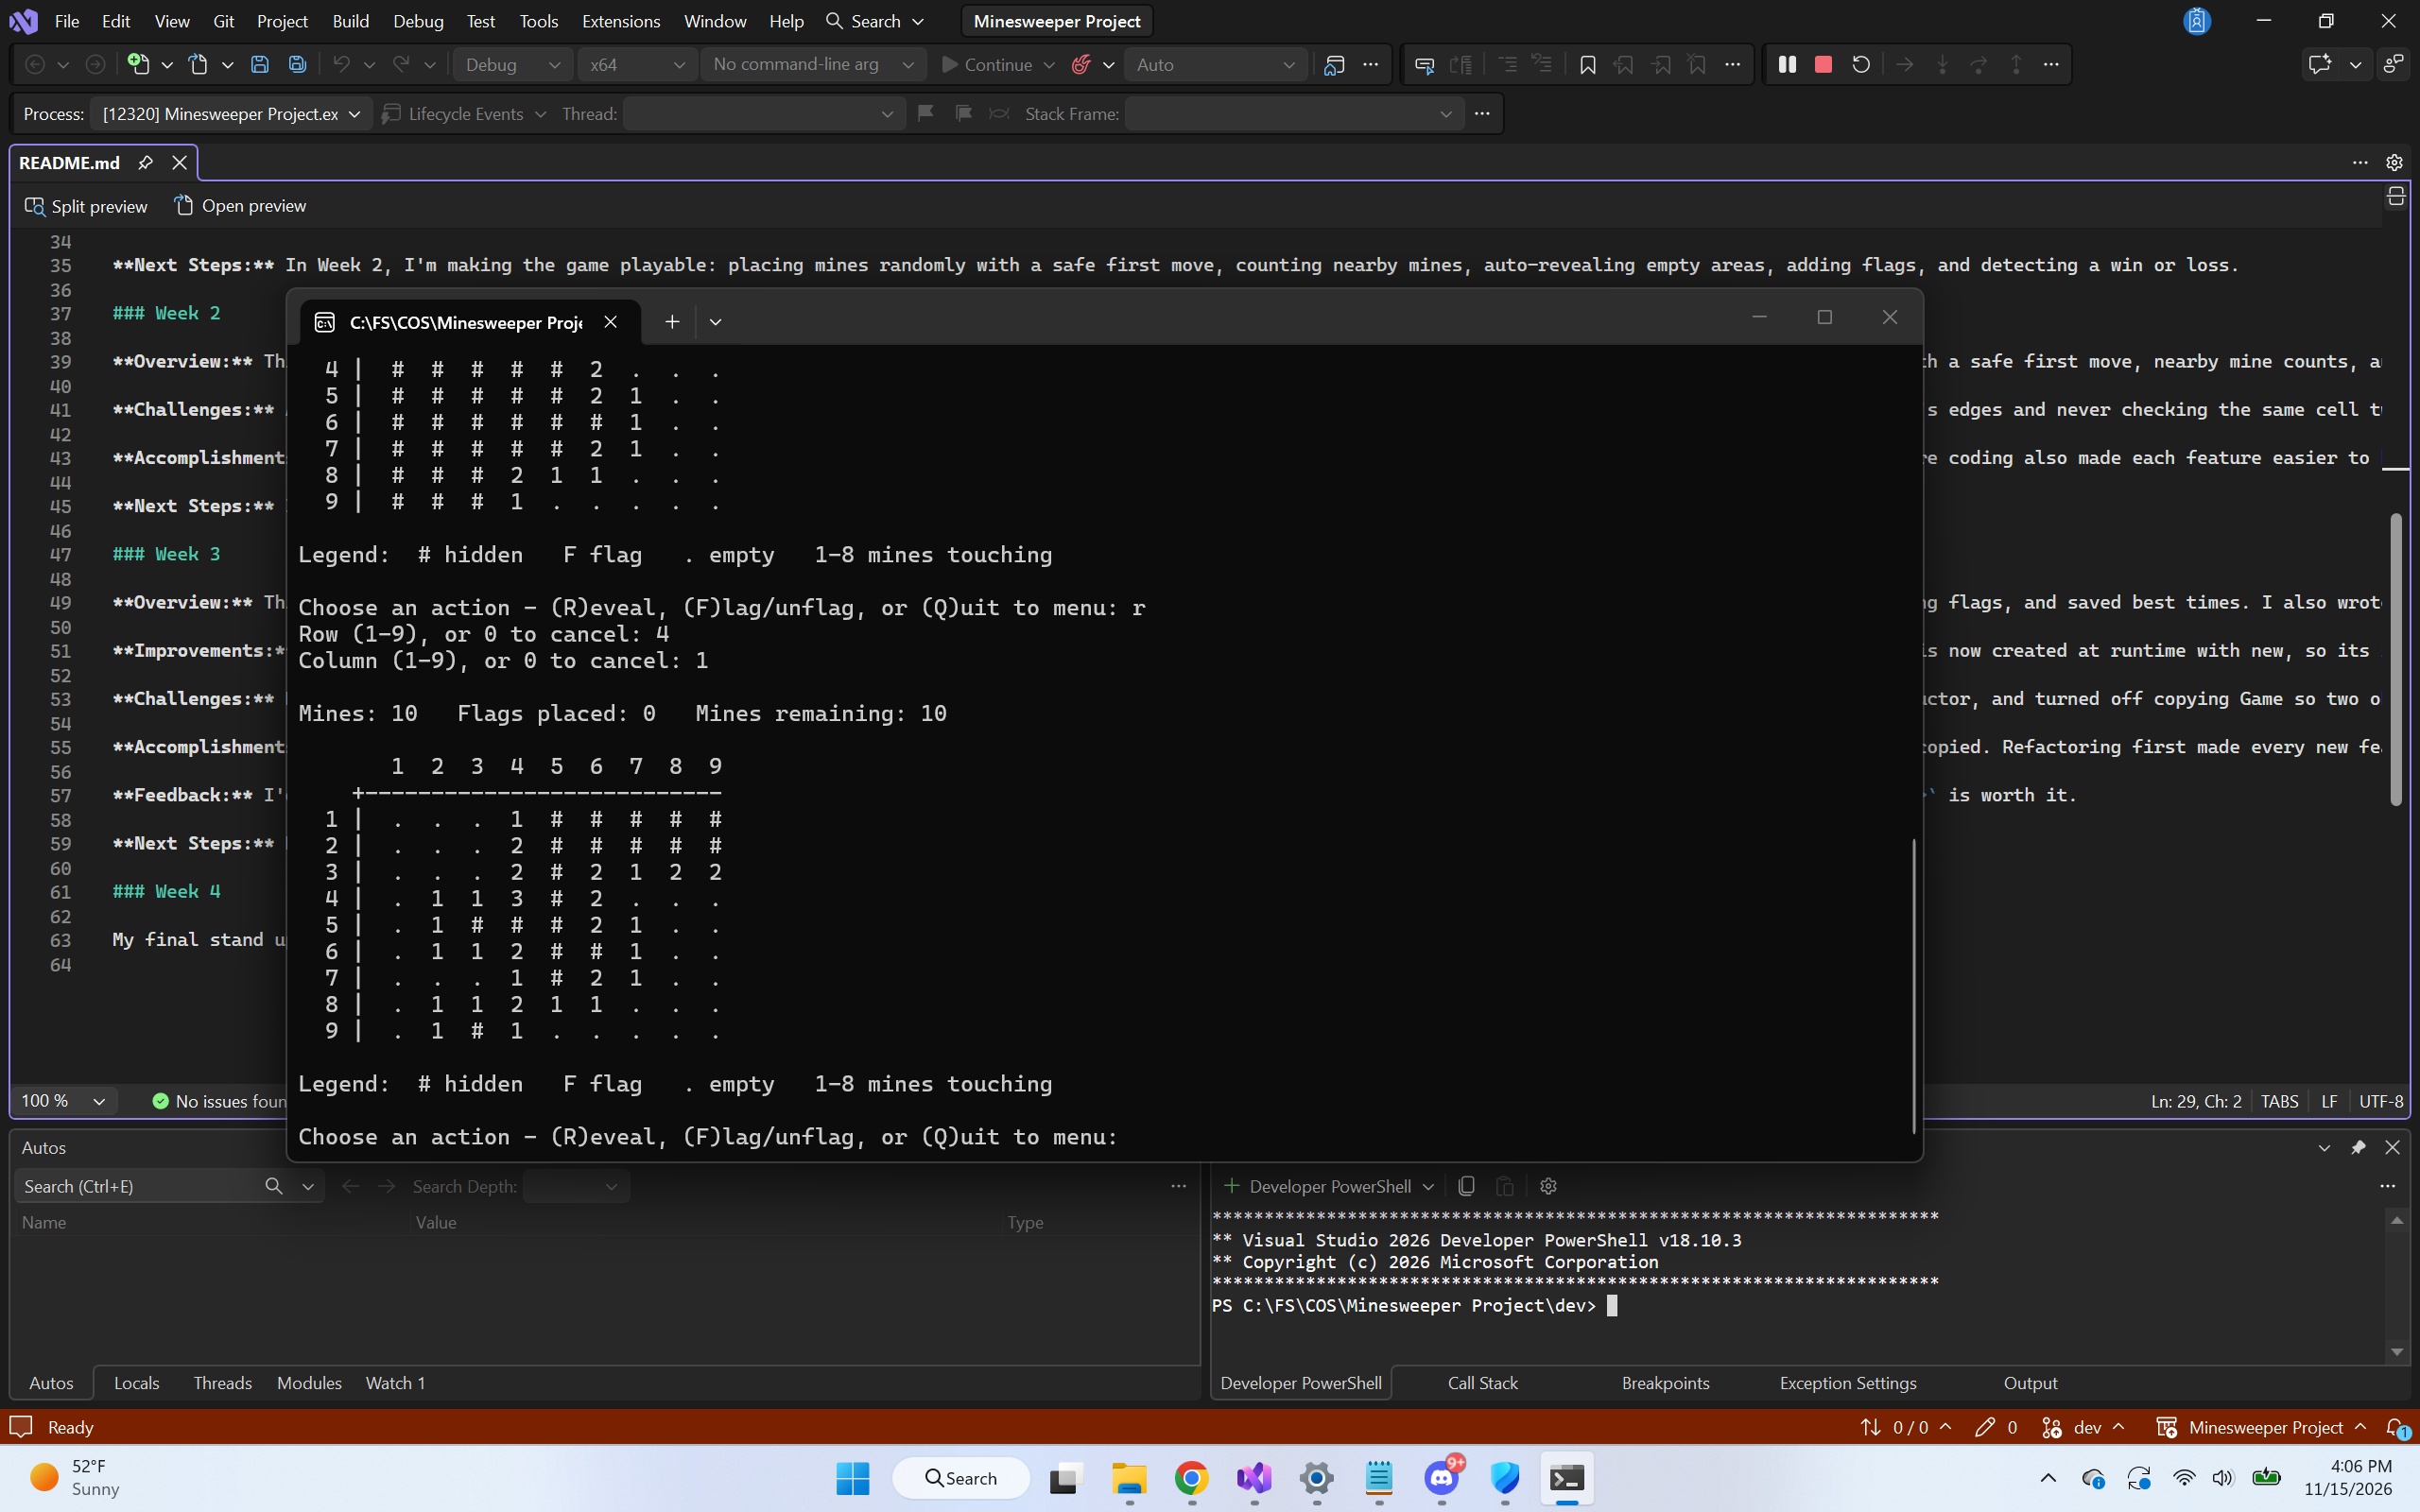 File Edit View Git Project Build Debug Test Tools Extensions Window Help Search Minesweeper Project
Debug x64 No command-line arg Continue Auto
Process: [12320] Minesweeper Project.ex Lifecycle Events Thread: Stack Frame:
README.md
Split preview Open preview
34
35 **Next Steps:** In Week 2, I'm making the game playable: placing mines randomly with a safe first move, counting nearby mines, auto-revealing empty areas, adding flags, and detecting a win or loss.
36
37 ### Week 2
38
39 **Overview:** Th h a safe first move, nearby mine counts, a
40
41 **Challenges:** s edges and never checking the same cell t
42
43 **Accomplishment re coding also made each feature easier to
44
45 **Next Steps:**
46
47 ### Week 3
48
49 **Overview:** Th g flags, and saved best times. I also wrot
50
51 **Improvements:* s now created at runtime with new, so its
52
53 **Challenges:** ctor, and turned off copying Game so two o
54
55 **Accomplishment opied. Refactoring first made every new fe
56
57 **Feedback:** I' ` is worth it.
58
59 **Next Steps:**
60
61 ### Week 4
62
63 My final stand u
64
C:\FS\COS\Minesweeper Proje
4 | # # # # # 2 . . .
5 | # # # # # 2 1 . .
6 | # # # # # # 1 . .
7 | # # # # # 2 1 . .
8 | # # # 2 1 1 . . .
9 | # # # 1 . . . . .
Legend: # hidden F flag . empty 1-8 mines touching
Choose an action - (R)eveal, (F)lag/unflag, or (Q)uit to menu: r
Row (1-9), or 0 to cancel: 4
Column (1-9), or 0 to cancel: 1
Mines: 10 Flags placed: 0 Mines remaining: 10
1 2 3 4 5 6 7 8 9
+---------------------------
1 | . . . 1 # # # # #
2 | . . . 2 # # # # #
3 | . . . 2 # 2 1 2 2
4 | . 1 1 3 # 2 . . .
5 | . 1 # # # 2 1 . .
6 | . 1 1 2 # # 1 . .
7 | . . . 1 # 2 1 . .
8 | . 1 1 2 1 1 . . .
9 | . 1 # 1 . . . . .
Legend: # hidden F flag . empty 1-8 mines touching
Choose an action - (R)eveal, (F)lag/unflag, or (Q)uit to menu:
100 % No issues foun Ln: 29, Ch: 2 TABS LF UTF-8
Autos
Search (Ctrl+E) Search Depth:
Name Value Type
Autos Locals Threads Modules Watch 1
Developer PowerShell
**********************************************************************
** Visual Studio 2026 Developer PowerShell v18.10.3
** Copyright (c) 2026 Microsoft Corporation
**********************************************************************
PS C:\FS\COS\Minesweeper Project\dev>
Developer PowerShell Call Stack Breakpoints Exception Settings Output
Ready 0 / 0 0 dev Minesweeper Project 1
52°F
Sunny
Search
9+
4:06 PM
11/15/2026